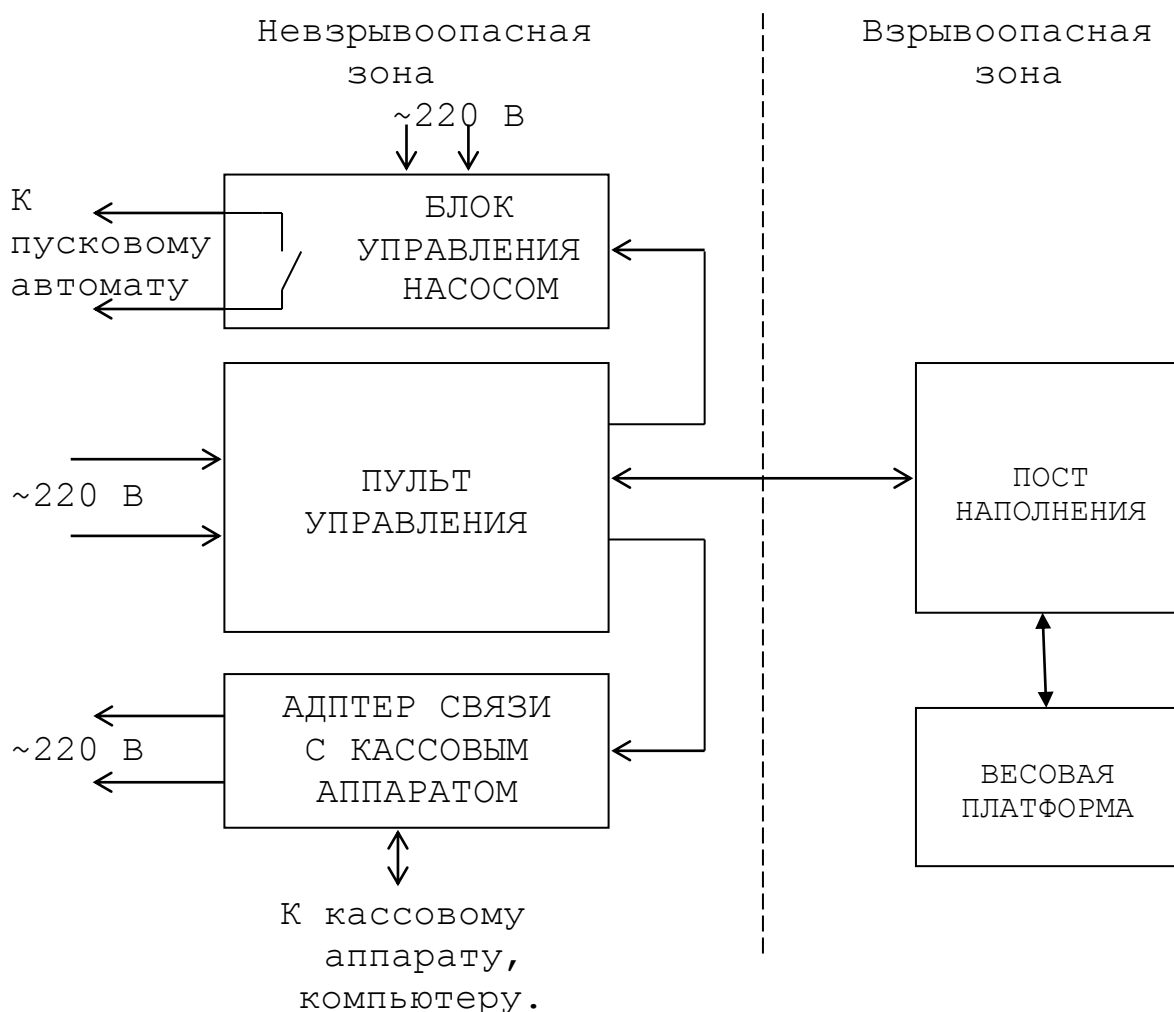 Невзрывоопасная
зона
Взрывоопасная
зона
~220 В
К
пусковому
автомату
БЛОК
УПРАВЛЕНИЯ
НАСОСОМ
~220 В
ПУЛЬТ
УПРАВЛЕНИЯ
ПОСТ
НАПОЛНЕНИЯ
~220 В
АДПТЕР СВЯЗИ
С КАССОВЫМ
АППАРАТОМ
ВЕСОВАЯ
ПЛАТФОРМА
К кассовому
аппарату,
компьютеру.